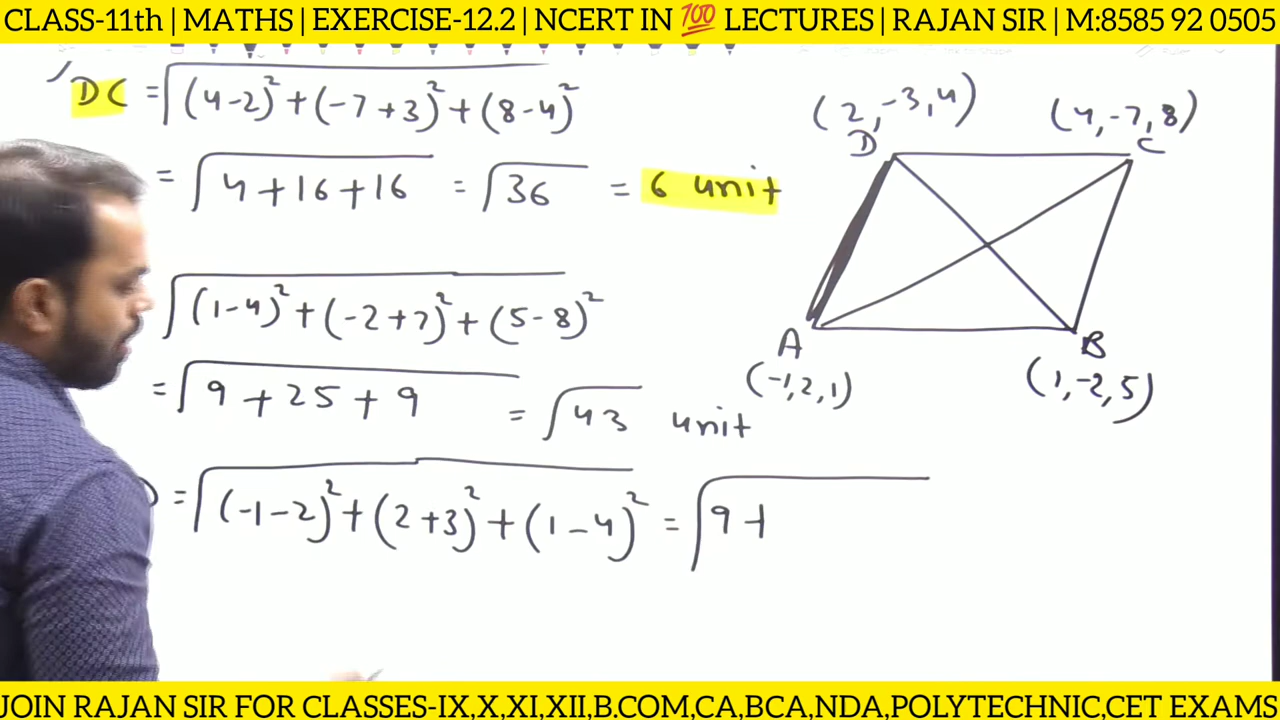 CLASS-11th | MATHS | EXERCISE-12.2 | NCERT IN 💯 LECTURES | RAJAN SIR | M:8585 92 0505
DC = √((4-2)² + (-7+3)² + (8-4)²)
= √(4+16+16) = √36 = 6 unit
√((1-4)² + (-2+7)² + (5-8)²)
= √(9+25+9) = √43 unit
= √((-1-2)² + (2+3)² + (1-4)²) = √(9+
(2,-3,4) (4,-7,8)
D C
A B
(-1,2,1) (1,-2,5)
JOIN RAJAN SIR FOR CLASSES-IX,X,XI,XII,B.COM,CA,BCA,NDA,POLYTECHNIC,CET EXAMS